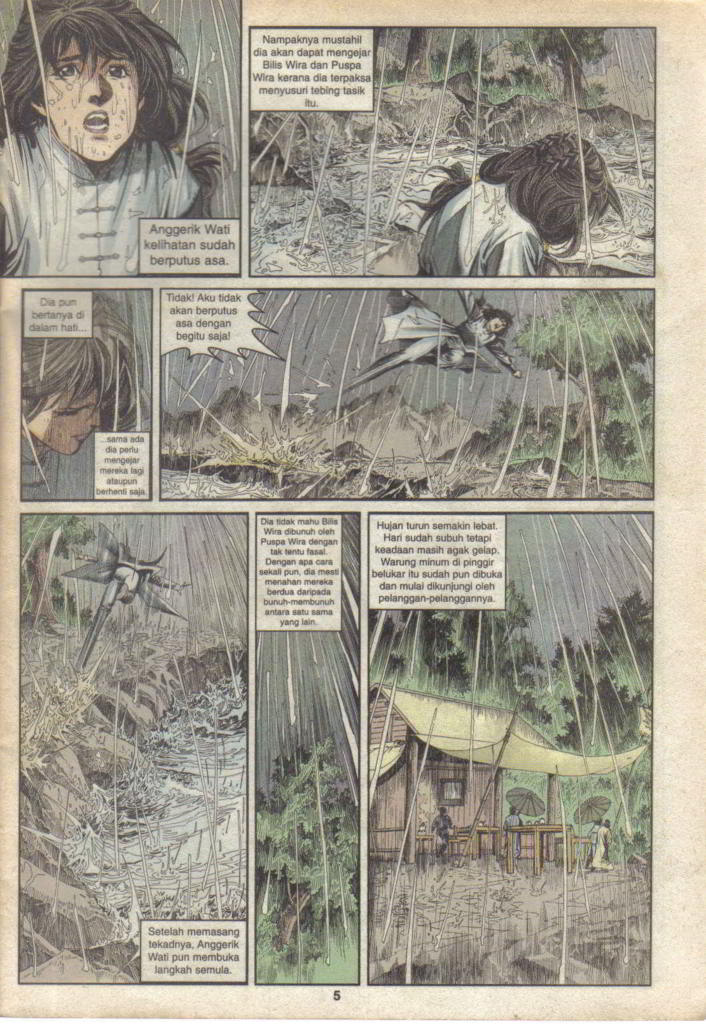 Anggerik Wati
kelihatan sudah
berputus asa.
Nampaknya mustahil
dia akan dapat mengejar
Bilis Wira dan Puspa
Wira kerana dia terpaksa
menyusuri tebing tasik
itu.
Dia pun
bertanya di
dalam hati...
...sama ada
dia perlu
mengejar
mereka lagi
ataupun
berhenti saja.
Tidak! Aku tidak
akan berputus
asa dengan
begitu saja!
Setelah memasang
tekadnya, Anggerik
Wati pun membuka
langkah semula.
Dia tidak mahu Bilis
Wira dibunuh oleh
Puspa Wira dengan
tak tentu fasal.
Dengan apa cara
sekali pun, dia mesti
menahan mereka
berdua daripada
bunuh-membunuh
antara satu sama
yang lain.
Hujan turun semakin lebat.
Hari sudah subuh tetapi
keadaan masih agak gelap.
Warung minum di pinggir
belukar itu sudah pun dibuka
dan mulai dikunjungi oleh
pelanggan-pelanggannya.
5